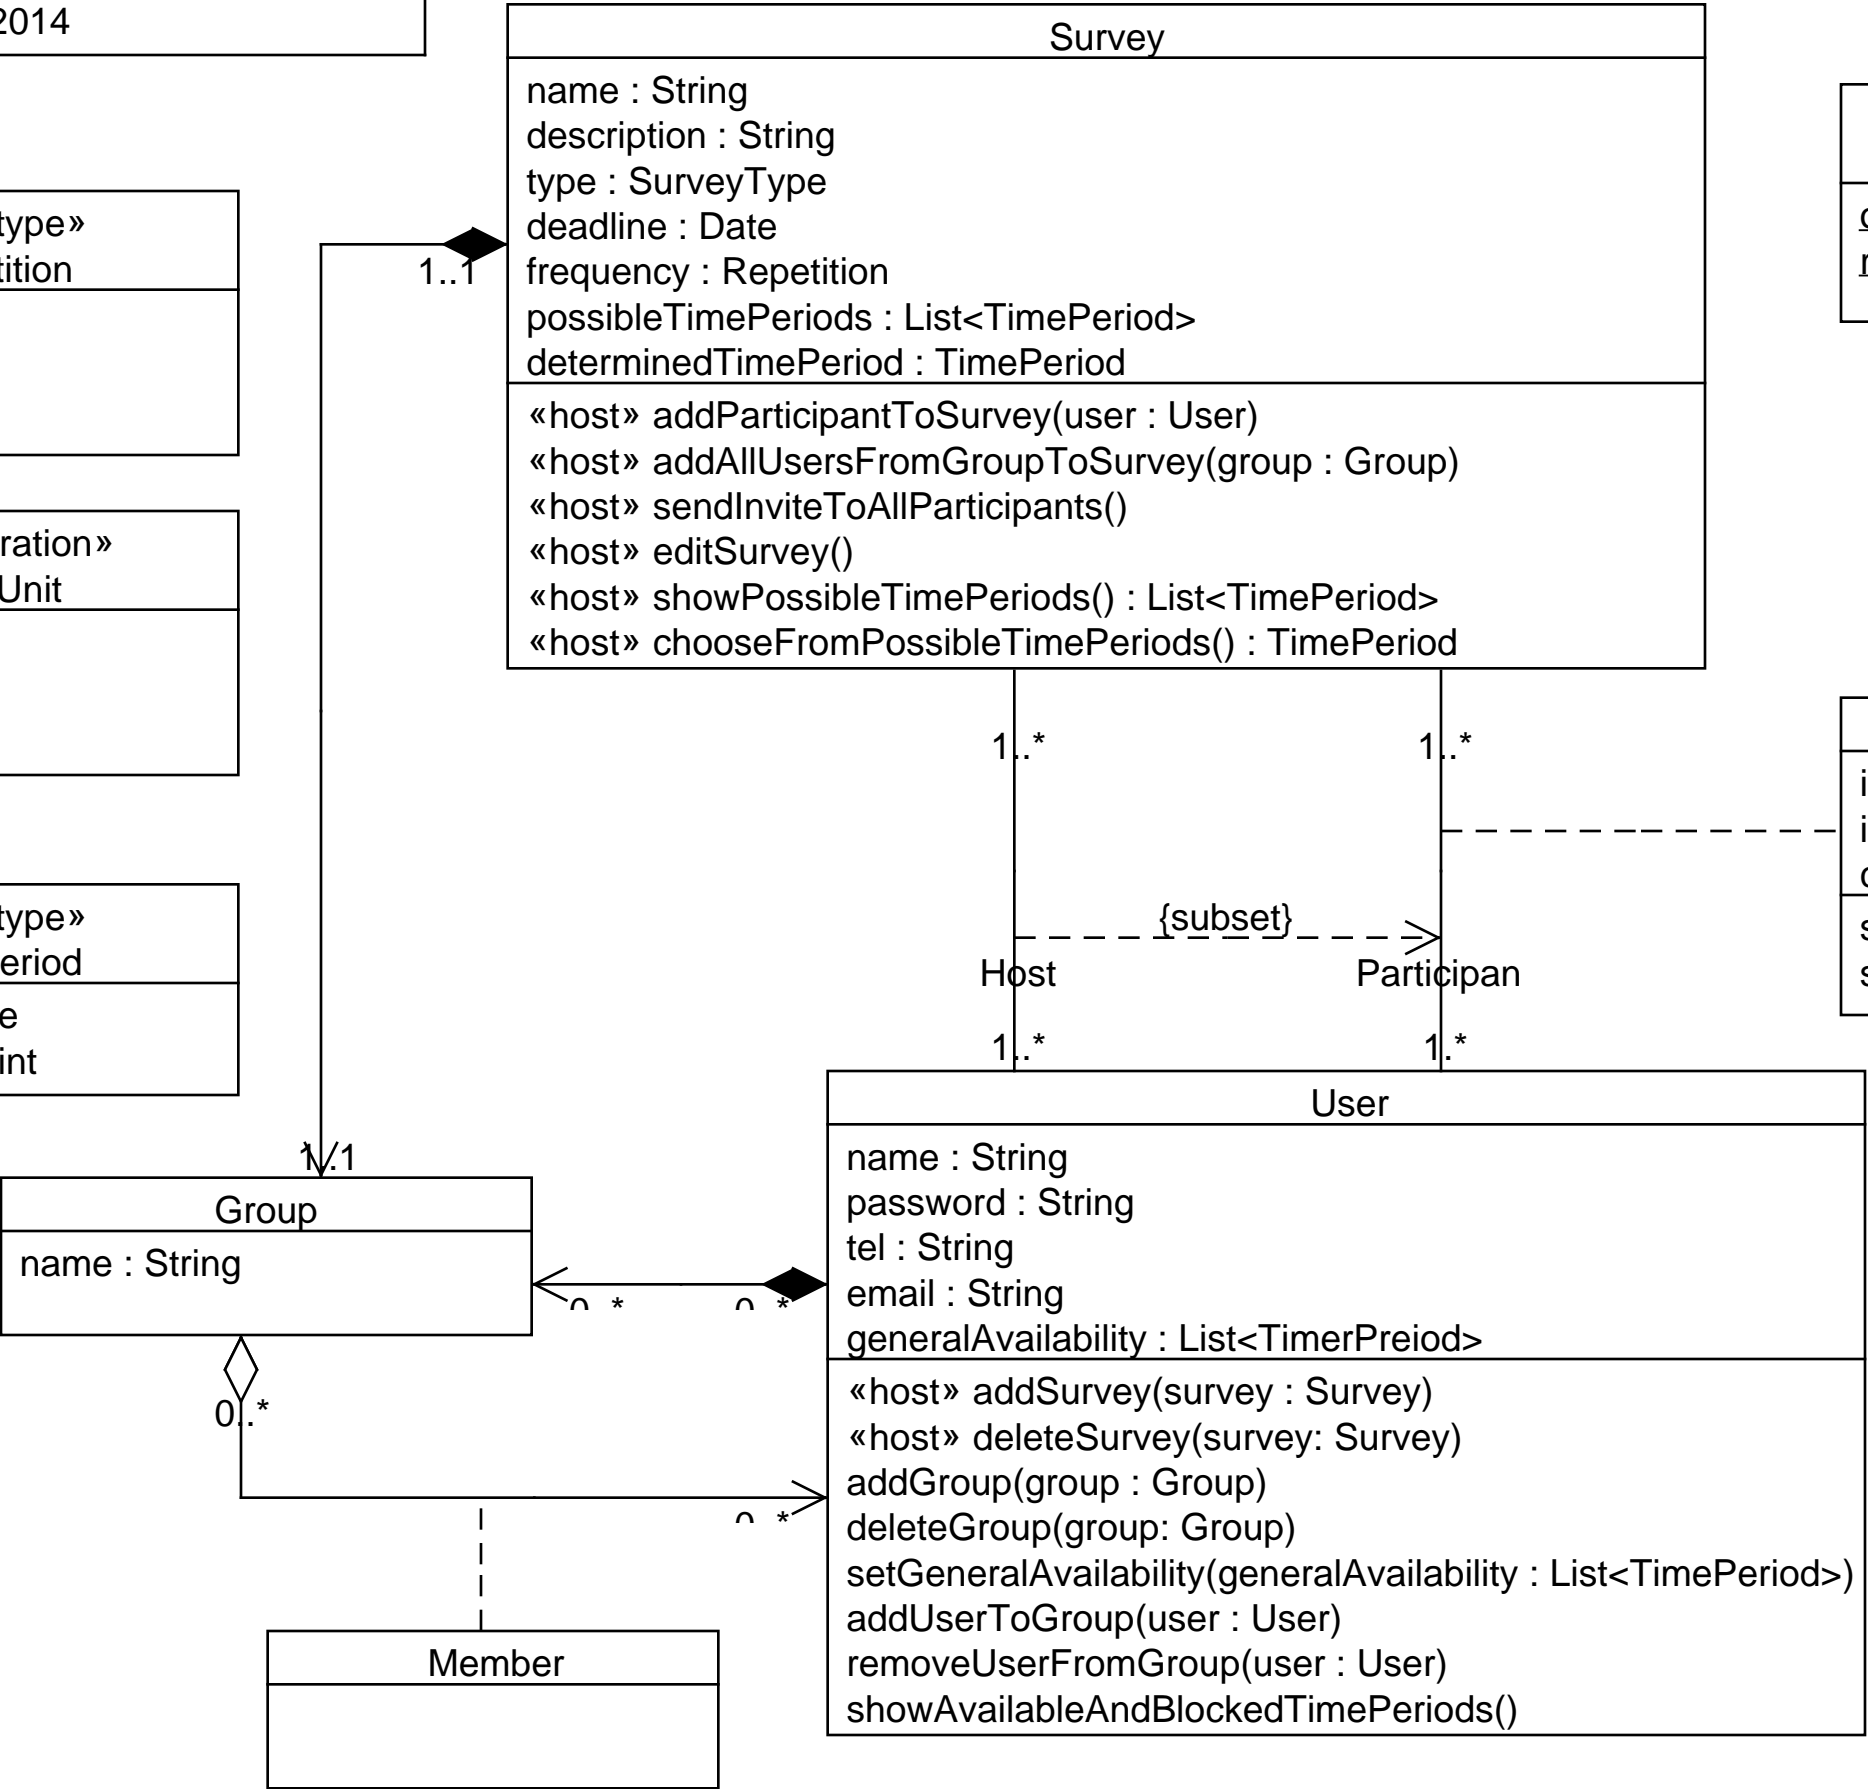 2014
Survey
name : String
description : String
type : SurveyType
deadline : Date
frequency : Repetition
possibleTimePeriods : List<TimePeriod>
determinedTimePeriod : TimePeriod
«host» addParticipantToSurvey(user : User)
«host» addAllUsersFromGroupToSurvey(group : Group)
«host» sendInviteToAllParticipants()
«host» editSurvey()
«host» showPossibleTimePeriods() : List<TimePeriod>
«host» chooseFromPossibleTimePeriods() : TimePeriod
type»
tition
ration»
Unit
type»
eriod
e
int
1..1
1..1
1..*
1..*
{subset}
Host
Participan
1..*
1.*
Group
name : String
0..*
0..*
0..*
0..*
User
name : String
password : String
tel : String
email : String
generalAvailability : List<TimerPreiod>
«host» addSurvey(survey : Survey)
«host» deleteSurvey(survey: Survey)
addGroup(group : Group)
deleteGroup(group: Group)
setGeneralAvailability(generalAvailability : List<TimePeriod>)
addUserToGroup(user : User)
removeUserFromGroup(user : User)
showAvailableAndBlockedTimePeriods()
Member